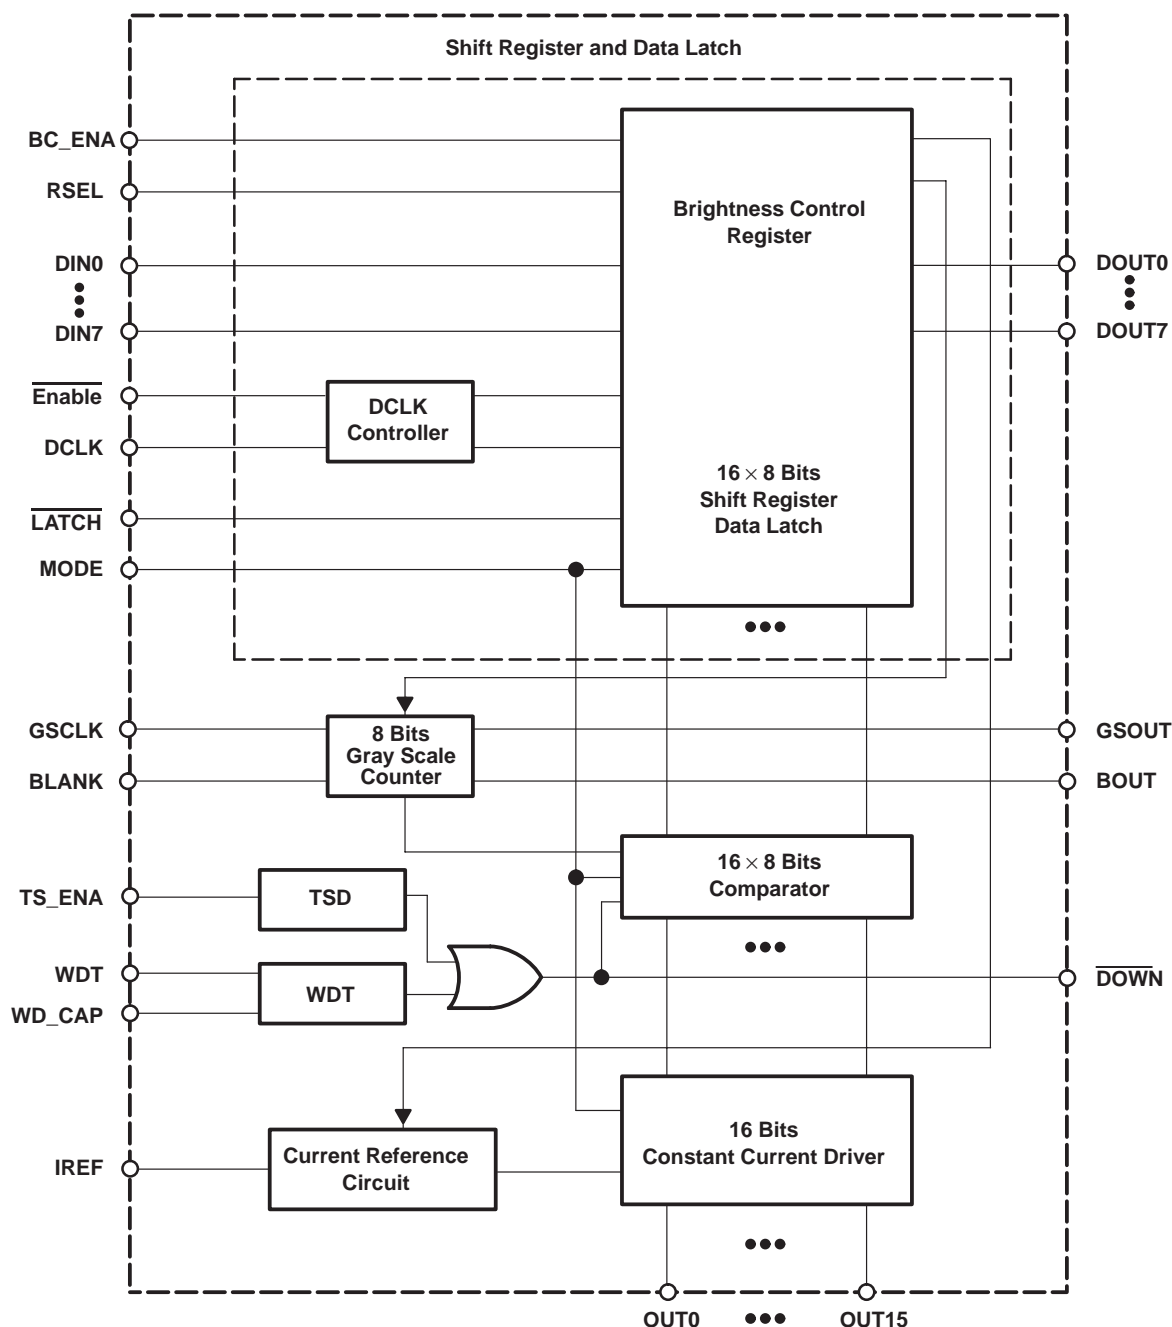 Shift Register and Data Latch
BC_ENA
RSEL
DIN0
DIN7
Enable
DCLK
LATCH
MODE
DCLK
Controller
Brightness Control
Register
16 × 8 Bits
Shift Register
Data Latch
DOUT0
DOUT7
GSCLK
BLANK
8 Bits
Gray Scale
Counter
GSOUT
BOUT
16 × 8 Bits
Comparator
TS_ENA
TSD
WDT
WD_CAP
WDT
DOWN
16 Bits
Constant Current Driver
IREF
Current Reference
Circuit
OUT0
OUT15